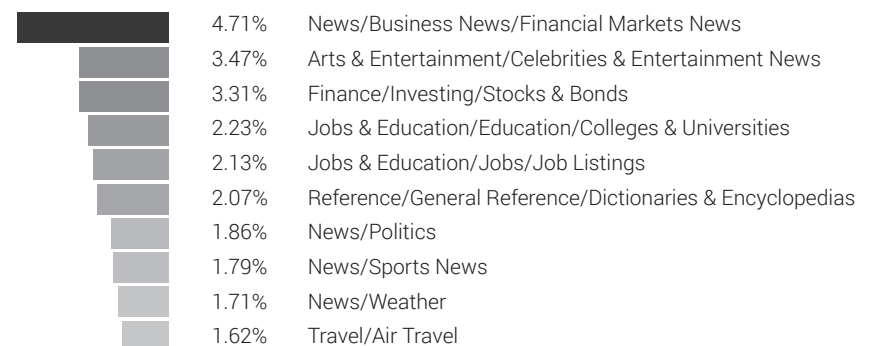 4.71% News/Business News/Financial Markets News
3.47% Arts & Entertainment/Celebrities & Entertainment News
3.31% Finance/Investing/Stocks & Bonds
2.23% Jobs & Education/Education/Colleges & Universities
2.13% Jobs & Education/Jobs/Job Listings
2.07% Reference/General Reference/Dictionaries & Encyclopedias
1.86% News/Politics
1.79% News/Sports News
1.71% News/Weather
1.62% Travel/Air Travel